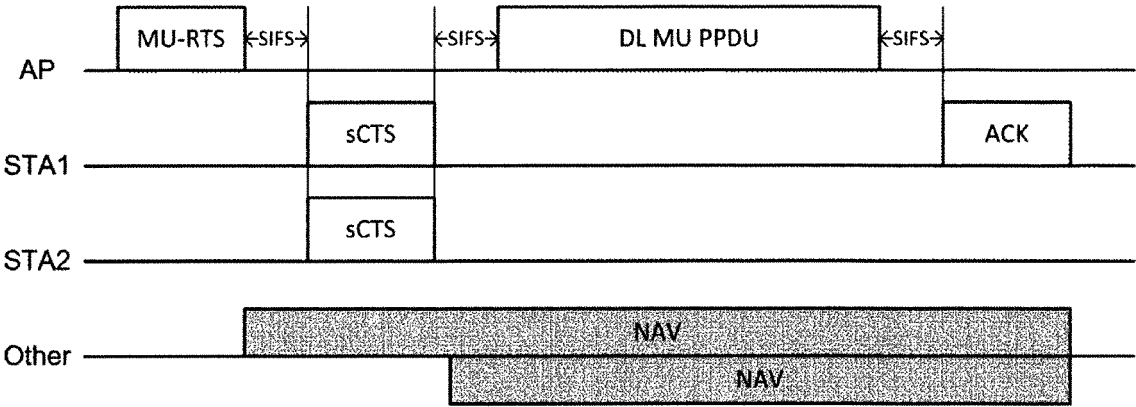 MU-RTS SIFS SIFS DL MU PPDU SIFS
AP
sCTS ACK
STA1
sCTS
STA2
NAV
Other
NAV